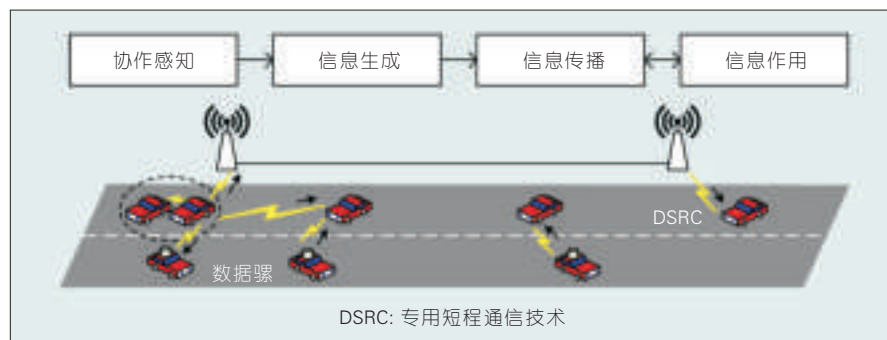 协作感知
信息生成
信息传播
信息作用
DSRC
数据骡
DSRC: 专用短程通信技术